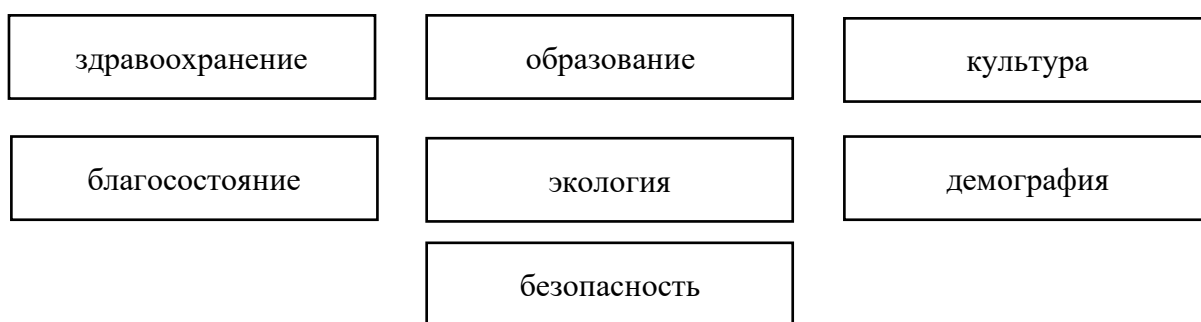 здравоохранение
образование
культура
благосостояние
экология
демография
безопасность